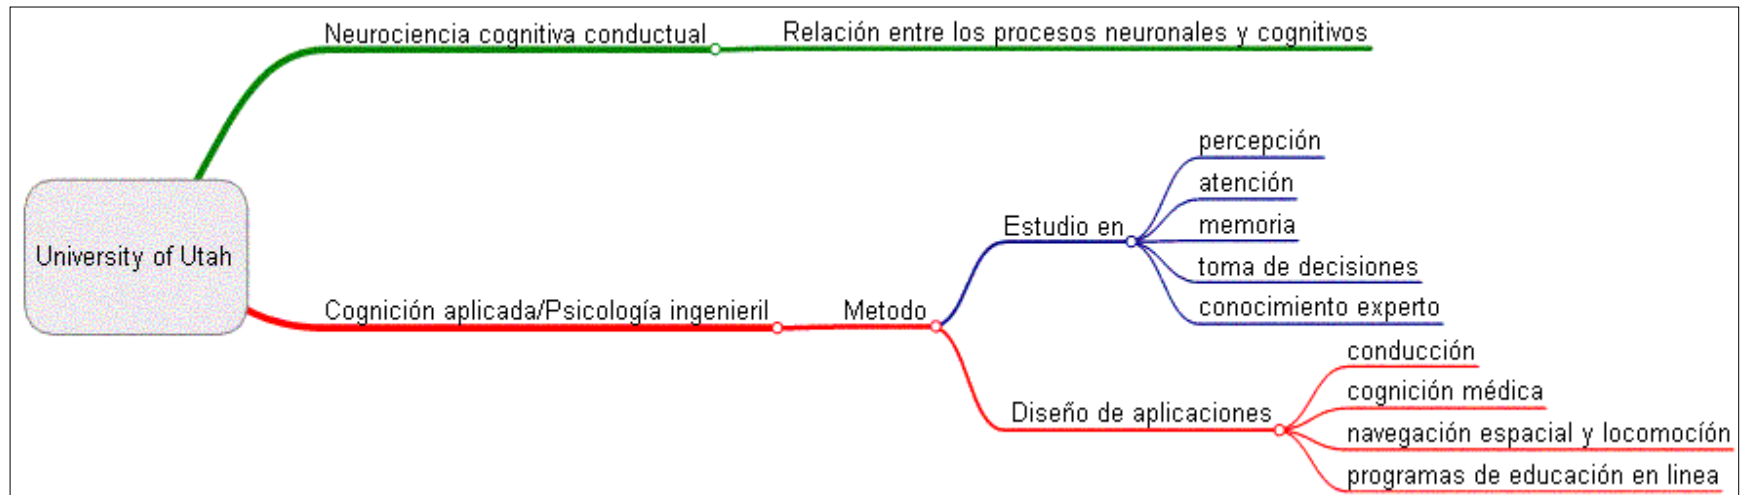 Neurociencia cognitiva conductual
Relación entre los procesos neuronales y cognitivos
University of Utah
Cognición aplicada/Psicología ingenieril
Metodo
Estudio en
percepción
atención
memoria
toma de decisiones
conocimiento experto
Diseño de aplicaciones
conducción
cognición médica
navegación espacial y locomocíón
programas de educación en linea